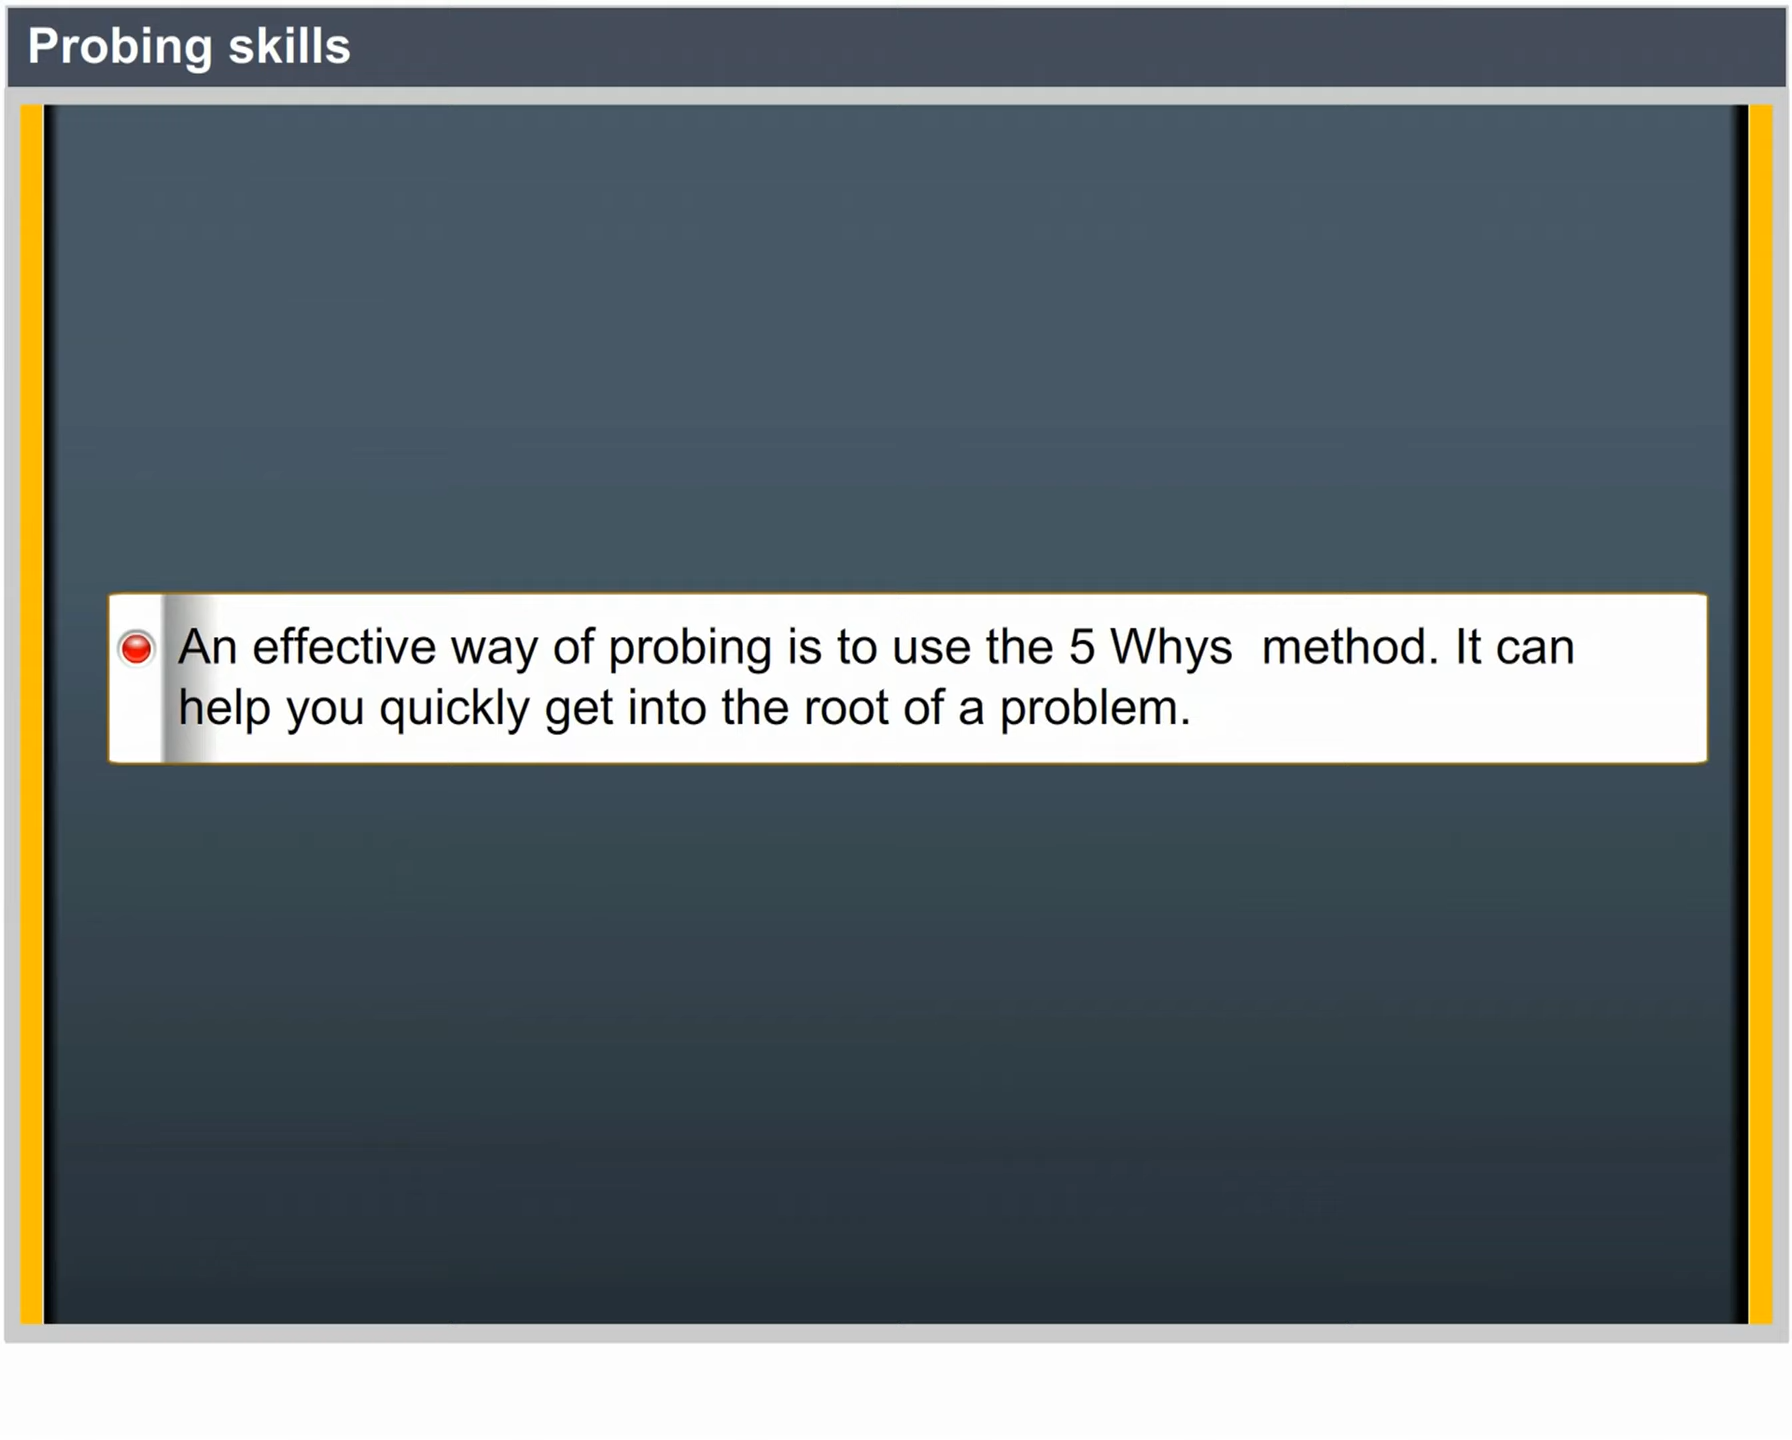 Probing skills
An effective way of probing is to use the 5 Whys  method. It can
help you quickly get into the root of a problem.